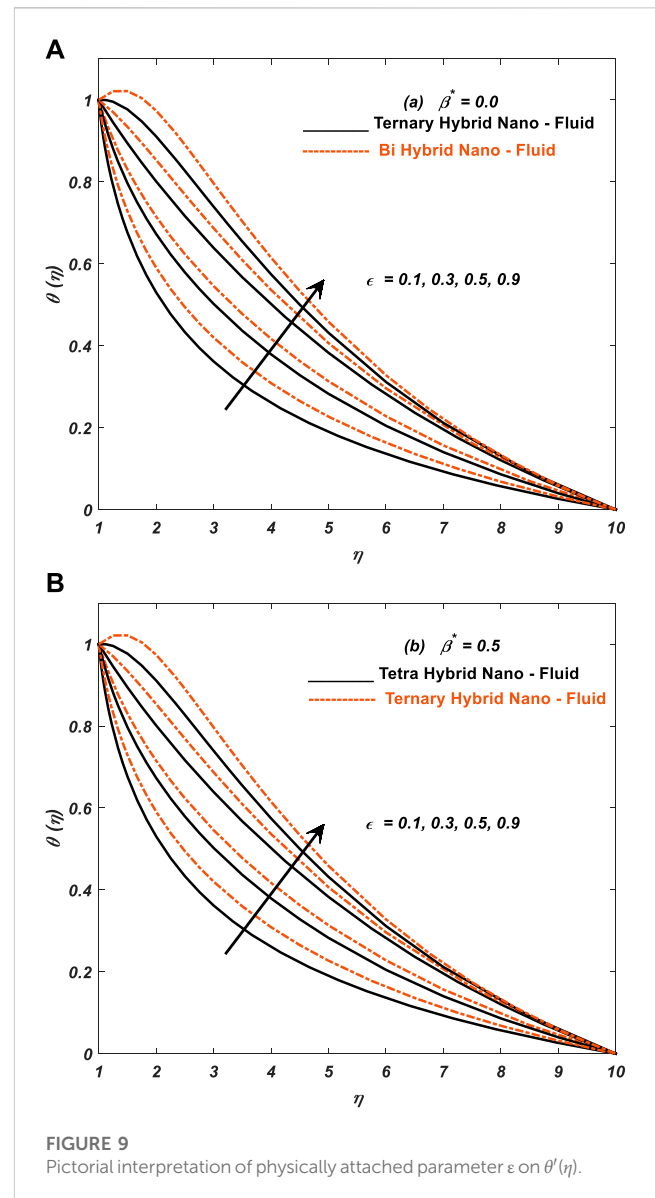 A
(a) β* = 0.0
Ternary Hybrid Nano - Fluid
Bi Hybrid Nano - Fluid
ϵ = 0.1, 0.3, 0.5, 0.9
θ (η)
1
0.8
0.6
0.4
0.2
0
1 2 3 4 5 6 7 8 9 10
η
B
(b) β* = 0.5
Tetra Hybrid Nano - Fluid
Ternary Hybrid Nano - Fluid
ϵ = 0.1, 0.3, 0.5, 0.9
θ (η)
1
0.8
0.6
0.4
0.2
0
1 2 3 4 5 6 7 8 9 10
η
FIGURE 9
Pictorial interpretation of physically attached parameter ε on θ′(η).